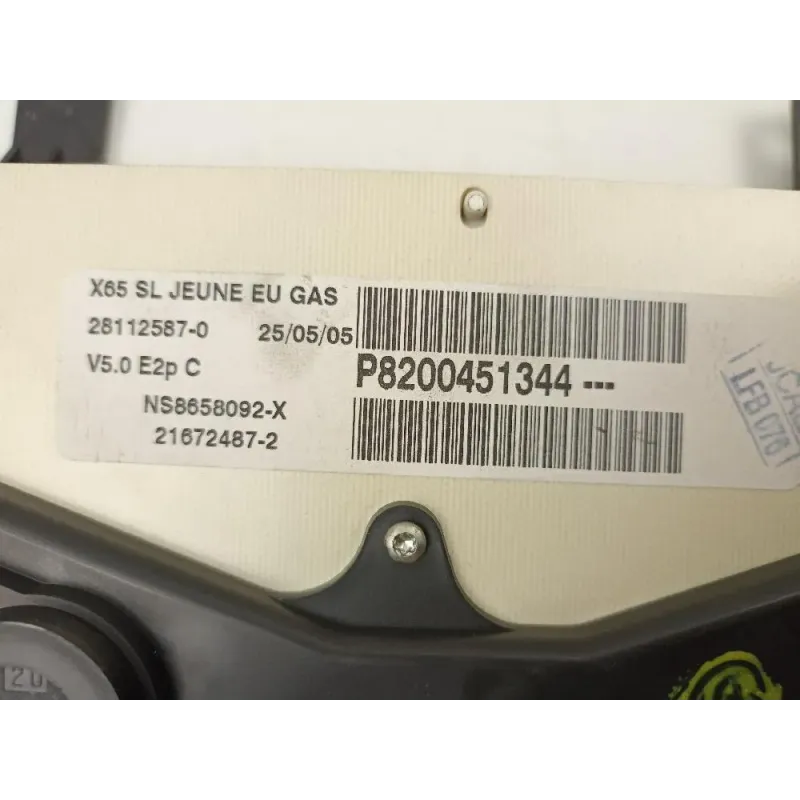 X65 SL JEUNE EU GAS
28112587-0 25/05/05
V5.0 E2p C
P8200451344---
NS8658092-X
21672487-2
LFB 076
20